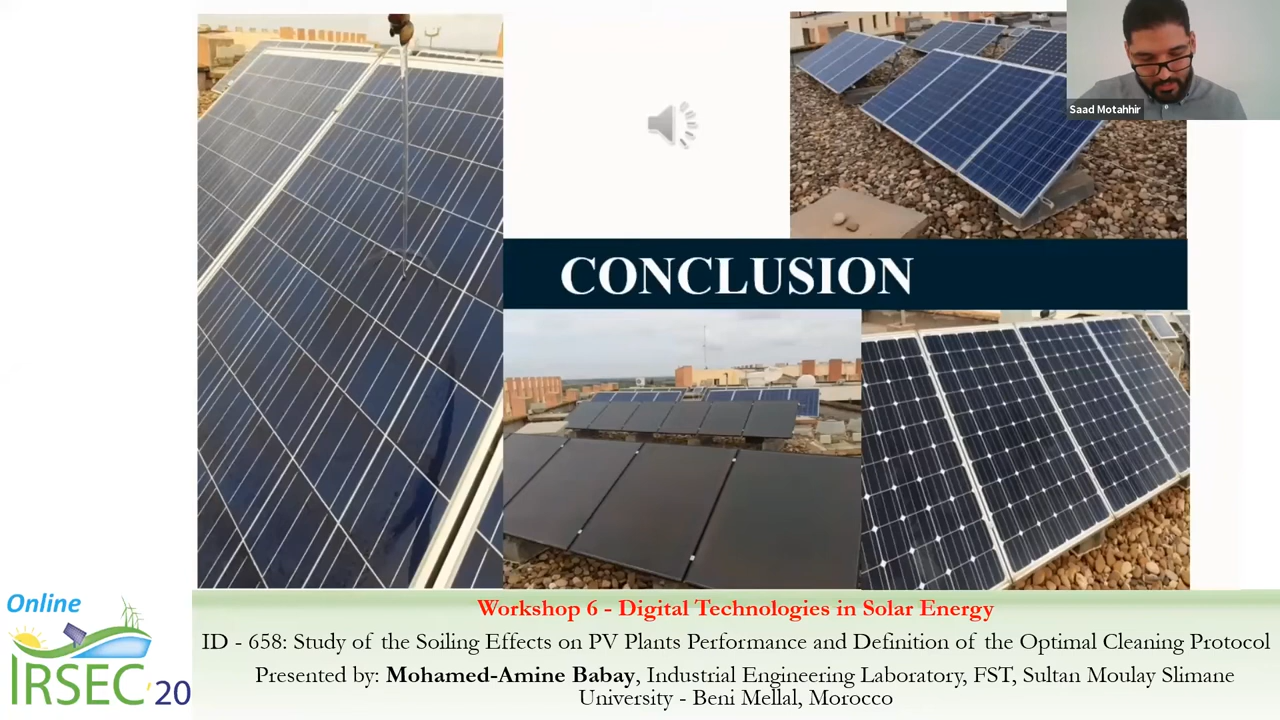 Saad Motahhir
CONCLUSION
Online
IRSEC'20
Workshop 6 - Digital Technologies in Solar Energy
ID - 658: Study of the Soiling Effects on PV Plants Performance and Definition of the Optimal Cleaning Protocol
Presented by: Mohamed-Amine Babay, Industrial Engineering Laboratory, FST, Sultan Moulay Slimane
University - Beni Mellal, Morocco